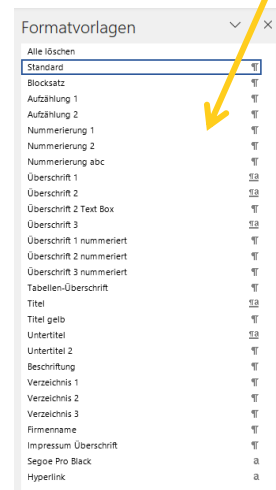 Formatvorlagen
Alle löschen
Standard ¶
Blocksatz ¶
Aufzählung 1 ¶
Aufzählung 2 ¶
Nummerierung 1 ¶
Nummerierung 2 ¶
Nummerierung abc ¶
Überschrift 1 ¶a
Überschrift 2 ¶a
Überschrift 2 Text Box ¶
Überschrift 3 ¶a
Überschrift 1 nummeriert ¶
Überschrift 2 nummeriert ¶
Überschrift 3 nummeriert ¶
Tabellen-Überschrift ¶
Titel ¶a
Titel gelb ¶
Untertitel ¶a
Untertitel 2 ¶
Beschriftung ¶
Verzeichnis 1 ¶
Verzeichnis 2 ¶
Verzeichnis 3 ¶
Firmenname ¶
Impressum Überschrift ¶
Segoe Pro Black a
Hyperlink a